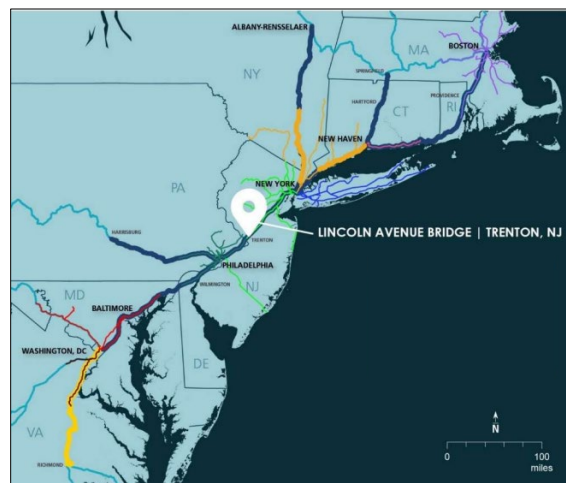 ALBANY-RENSSELAER
MA
BOSTON
NY
SPRINGFIELD
HARTFORD
PROVIDENCE
CT
RI
NEW HAVEN
PA
NEW YORK
LINCOLN AVENUE BRIDGE | TRENTON, NJ
HARRISBURG
TRENTON
PHILADELPHIA
WILMINGTON
NJ
MD
BALTIMORE
WASHINGTON, DC
DE
VA
RICHMOND
N
0 100
miles